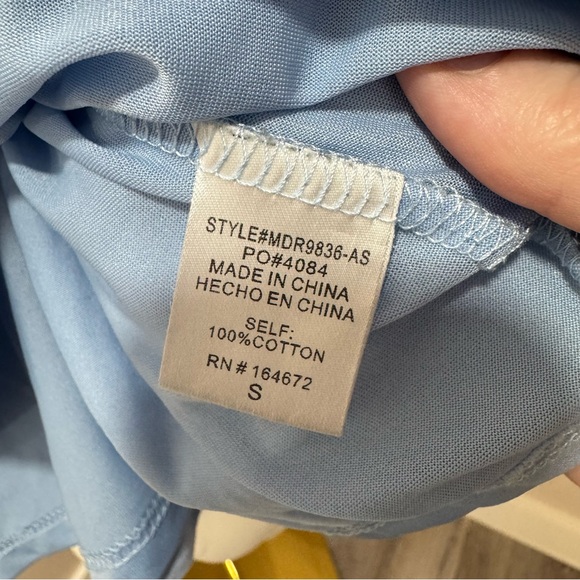 STYLE#MDR9836-AS
PO#4084
MADE IN CHINA
HECHO EN CHINA
SELF:
100%COTTON
RN # 164672
S